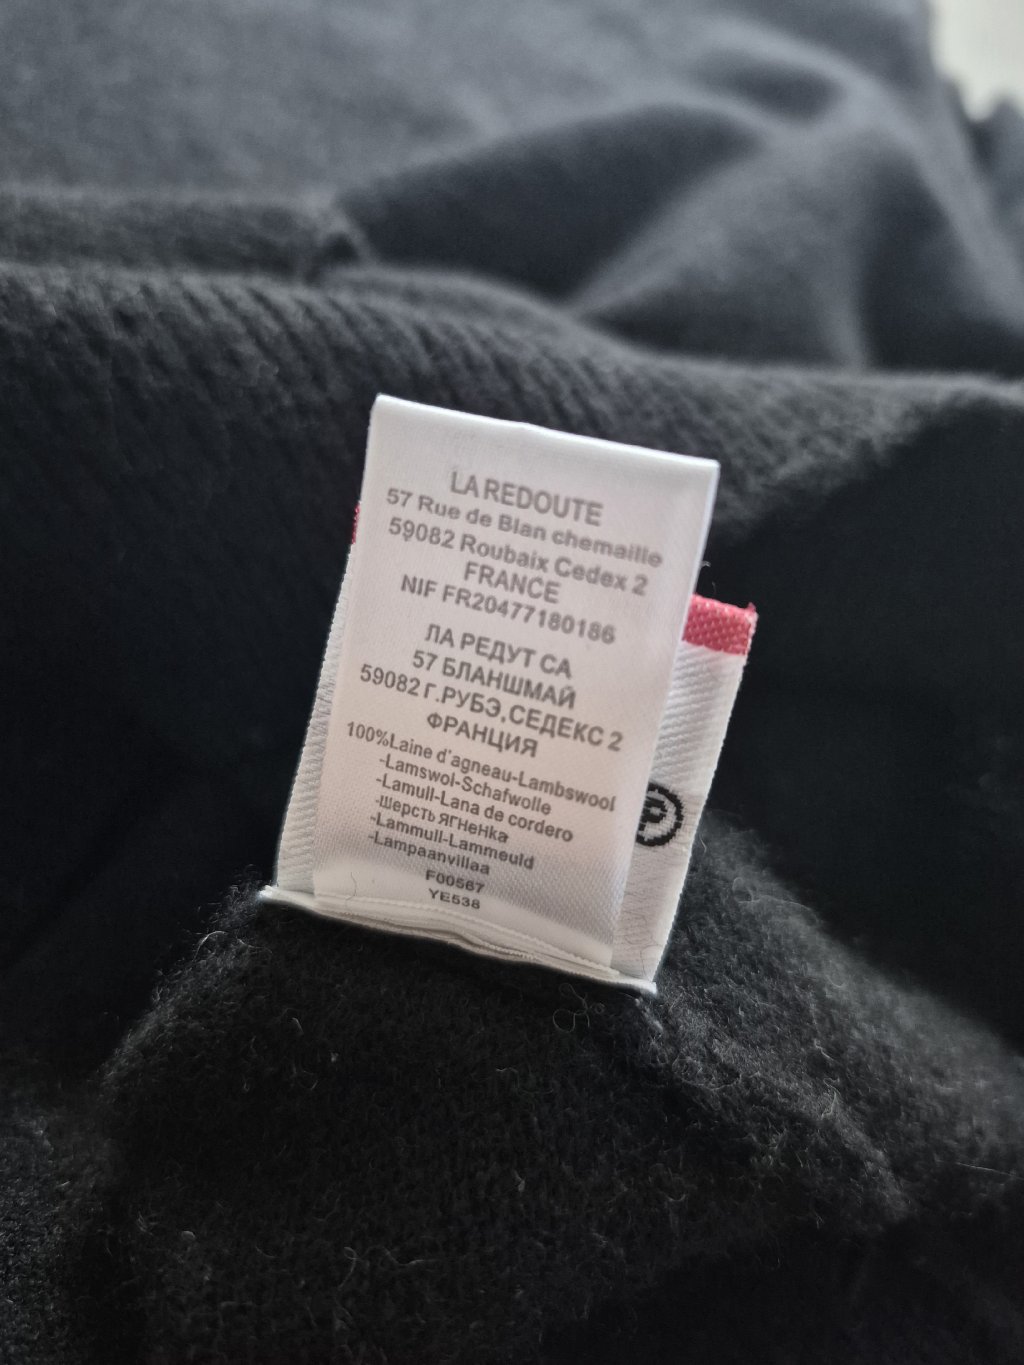 LA REDOUTE
57 Rue de Blan chemaille
59082 Roubaix Cedex 2
FRANCE
NIF FR20477180186
ЛА РЕДУТ СА
57 БЛАНШМАЙ
59082 Г.РУБЭ,СЕДЕКС 2
ФРАНЦИЯ
100%Laine d'agneau-Lambswool
-Lamswol-Schafwolle
-Lamull-Lana de cordero
-шерсть ягненка
-Lammull-Lammeuld
-Lampaanvillaa
F00567
YE538
P